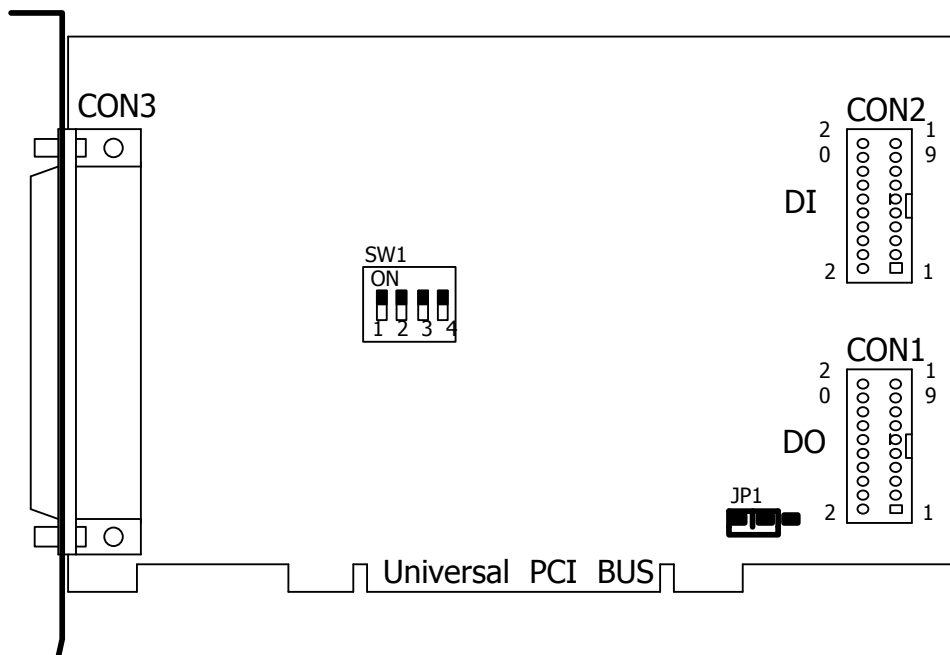 CON3
CON2
2 1
0 9
DI
2 1
SW1
ON
1 2 3 4
CON1
2 1
0 9
DO
2 1
JP1
Universal PCI BUS